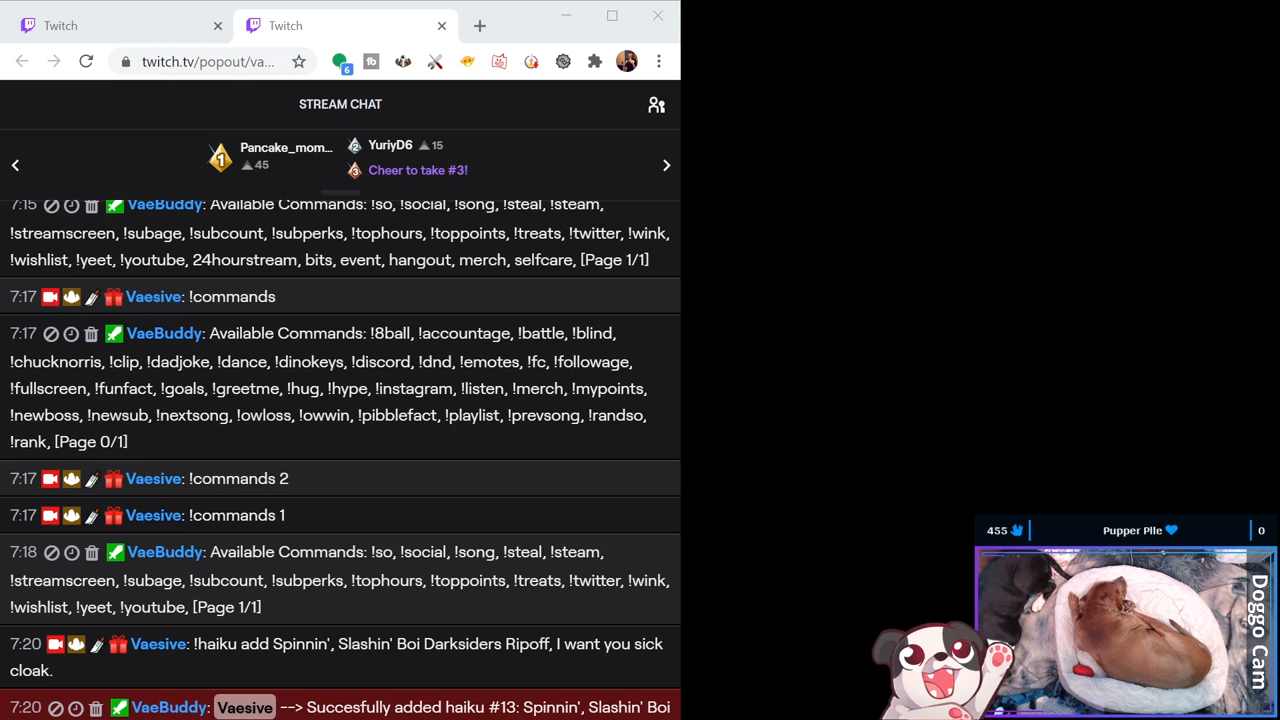 Twitch
Twitch
twitch.tv/popout/va...
6
fb
STREAM CHAT
1
Pancake_mom...
45
2 YuriyD6 15
3 Cheer to take #3!
7:15 VaeBuddy: Available Commands: !so, !social, !song, !steal, !steam,
!streamscreen, !subage, !subcount, !subperks, !tophours, !toppoints, !treats, !twitter, !wink,
!wishlist, !yeet, !youtube, 24hourstream, bits, event, hangout, merch, selfcare, [Page 1/1]
7:17 Vaesive: !commands
7:17 VaeBuddy: Available Commands: !8ball, !accountage, !battle, !blind,
!chucknorris, !clip, !dadjoke, !dance, !dinokeys, !discord, !dnd, !emotes, !fc, !followage,
!fullscreen, !funfact, !goals, !greetme, !hug, !hype, !instagram, !listen, !merch, !mypoints,
!newboss, !newsub, !nextsong, !owloss, !owwin, !pibblefact, !playlist, !prevsong, !randso,
!rank, [Page 0/1]
7:17 Vaesive: !commands 2
7:17 Vaesive: !commands 1
7:18 VaeBuddy: Available Commands: !so, !social, !song, !steal, !steam,
!streamscreen, !subage, !subcount, !subperks, !tophours, !toppoints, !treats, !twitter, !wink,
!wishlist, !yeet, !youtube, [Page 1/1]
7:20 Vaesive: !haiku add Spinnin', Slashin' Boi Darksiders Ripoff, I want you sick
cloak.
7:20 VaeBuddy: Vaesive --> Succesfully added haiku #13: Spinnin', Slashin' Boi
455
Pupper PIle
0
Doggo Cam